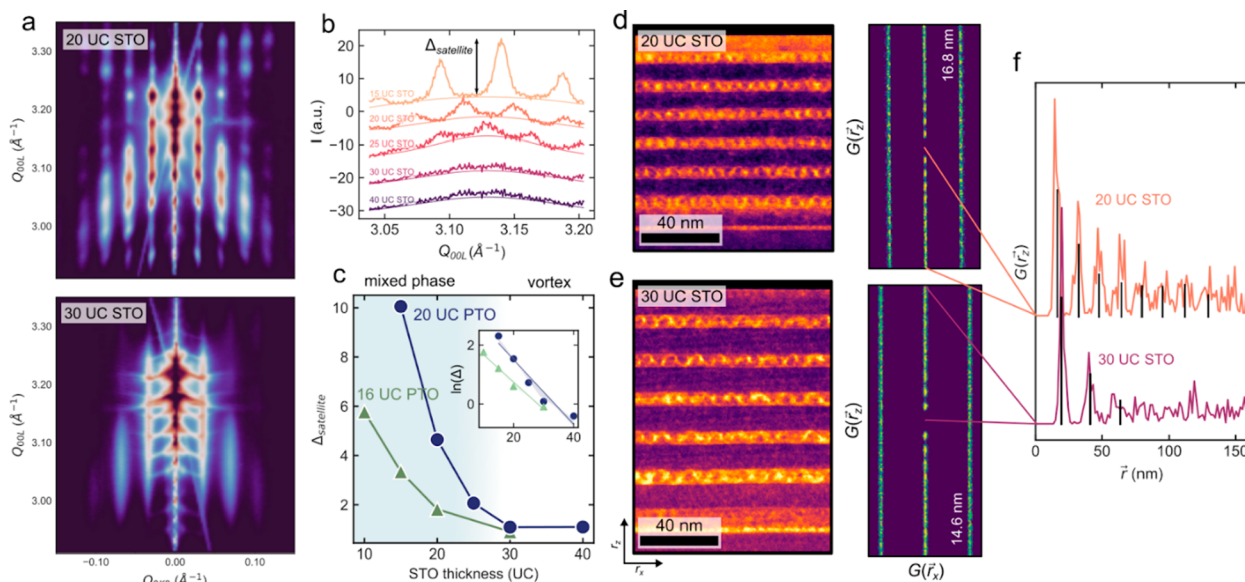 a
20 UC STO
Q00L (Å⁻¹)
3.30
3.20
3.10
3.00
30 UC STO
Q00L (Å⁻¹)
3.30
3.20
3.10
3.00
−0.10
0.00
0.10
b
I (a.u.)
20
10
0
−10
−20
−30
Δsatellite
15 UC STO
20 UC STO
25 UC STO
30 UC STO
40 UC STO
3.05
3.10
3.15
3.20
Q00L (Å⁻¹)
c
mixed phase
vortex
Δsatellite
10
8
6
4
2
20 UC PTO
16 UC PTO
ln(Δ)
2
0
20
40
10
20
30
40
STO thickness (UC)
d
20 UC STO
40 nm
G(r⃗z)
16.8 nm
e
30 UC STO
40 nm
rz
rx
G(r⃗z)
14.6 nm
G(r⃗x)
f
G(r⃗z)
20 UC STO
30 UC STO
0
50
100
150
r⃗ (nm)